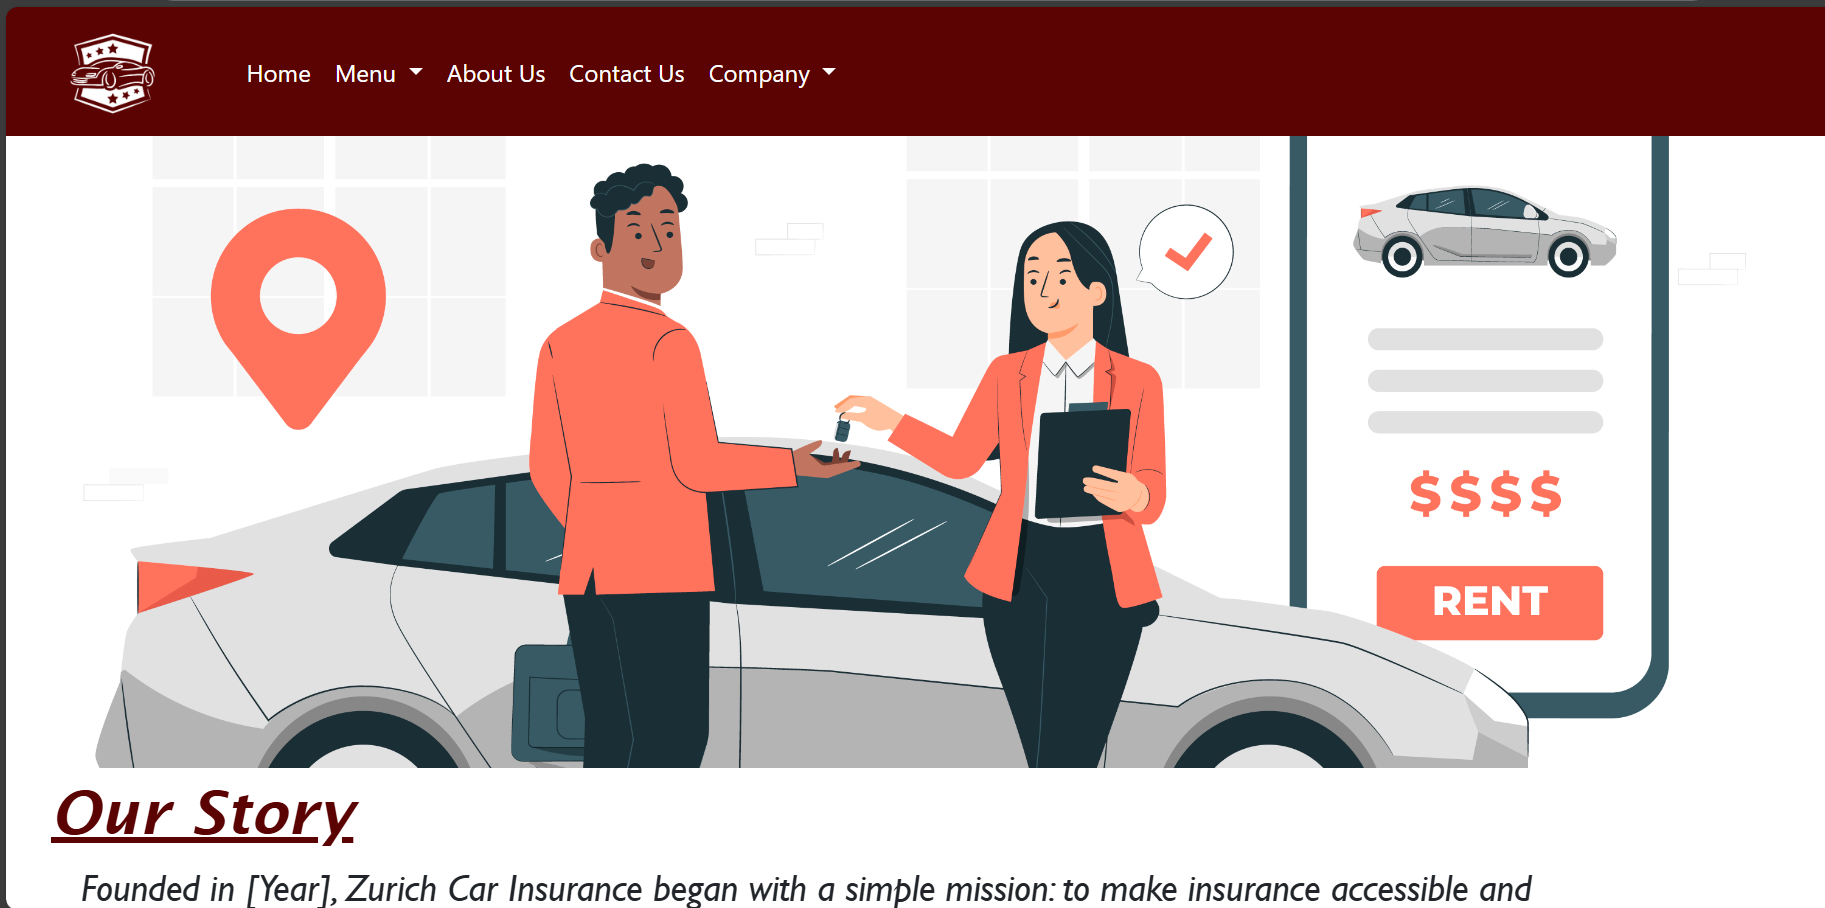 Home Menu About Us Contact Us Company
$$$$
RENT
Our Story
Founded in [Year], Zurich Car Insurance began with a simple mission: to make insurance accessible and